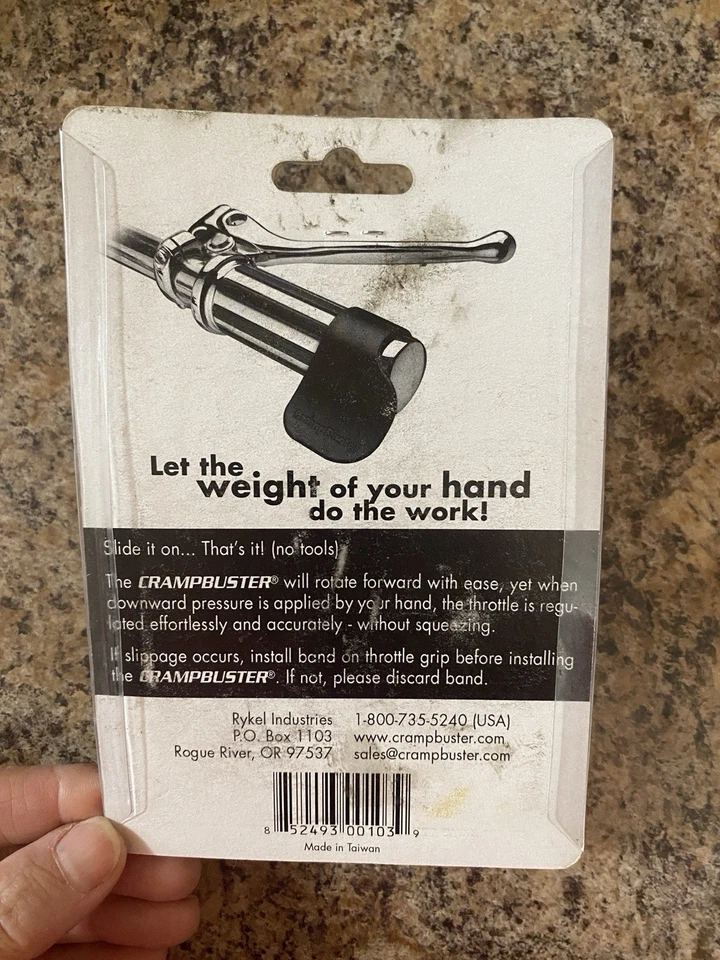 Let the
weight of your hand
do the work!
Slide it on... That's it! (no tools)
The CRAMPBUSTER® will rotate forward with ease, yet when
downward pressure is applied by your hand, the throttle is regu-
lated effortlessly and accurately - without squeezing.
If slippage occurs, install band on throttle grip before installing
the CRAMPBUSTER®. If not, please discard band.
Rykel Industries 1-800-735-5240 (USA)
P.O. Box 1103 www.crampbuster.com
Rogue River, OR 97537 sales@crampbuster.com
8 52493 00103 9
Made in Taiwan